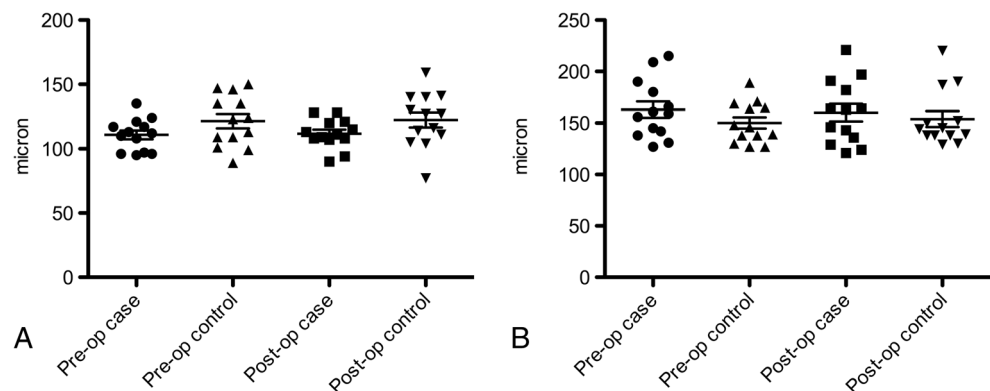 200
150
100
50
0
micron
Pre-op case
Pre-op control
Post-op case
Post-op control
A
250
200
150
100
50
0
micron
Pre-op case
Pre-op control
Post-op case
Post-op control
B